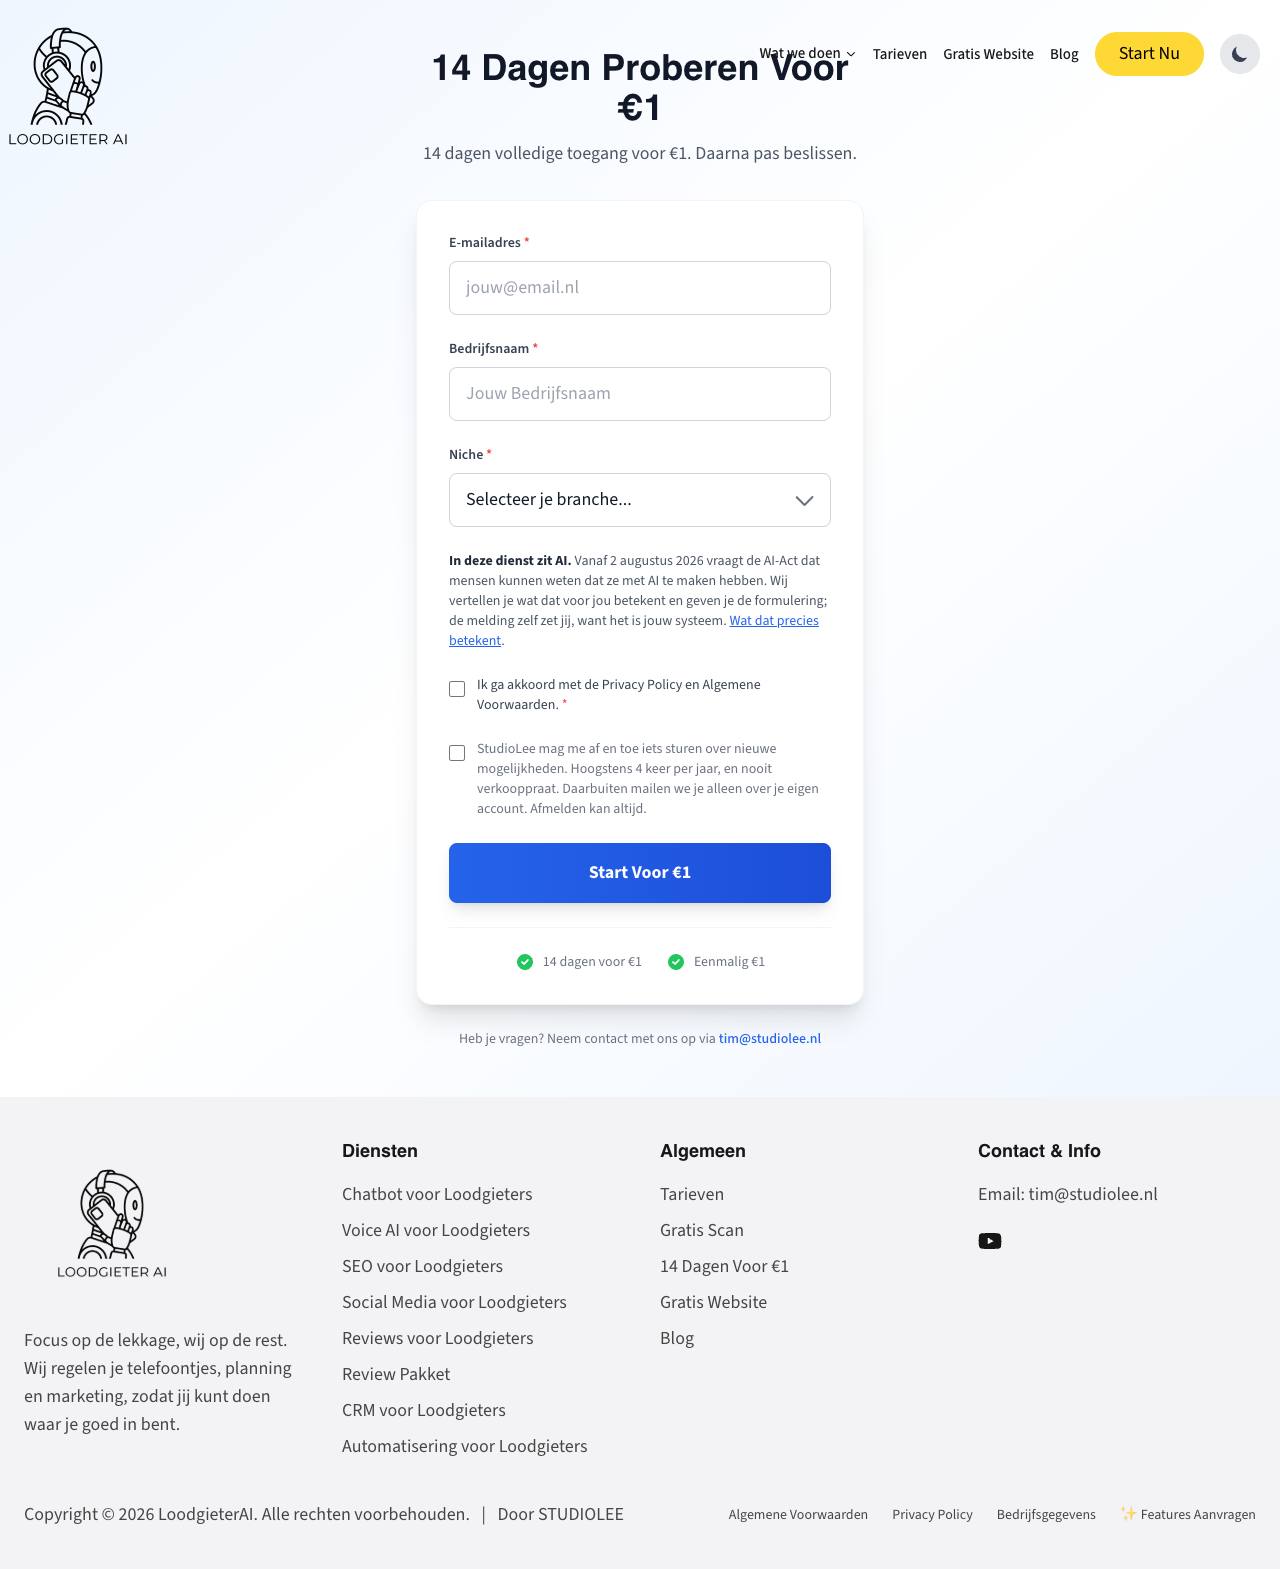 LOODGIETER AI
Wat we doen
Tarieven
Gratis Website
Blog
Start Nu
14 Dagen Proberen Voor
€1
14 dagen volledige toegang voor €1. Daarna pas beslissen.
E-mailadres *
jouw@email.nl
Bedrijfsnaam *
Jouw Bedrijfsnaam
Niche *
Selecteer je branche...
In deze dienst zit AI. Vanaf 2 augustus 2026 vraagt de AI-Act dat
mensen kunnen weten dat ze met AI te maken hebben. Wij
vertellen je wat dat voor jou betekent en geven je de formulering;
de melding zelf zet jij, want het is jouw systeem. Wat dat precies
betekent.
Ik ga akkoord met de Privacy Policy en Algemene
Voorwaarden. *
StudioLee mag me af en toe iets sturen over nieuwe
mogelijkheden. Hoogstens 4 keer per jaar, en nooit
verkooppraat. Daarbuiten mailen we je alleen over je eigen
account. Afmelden kan altijd.
Start Voor €1
14 dagen voor €1
Eenmalig €1
Heb je vragen? Neem contact met ons op via tim@studiolee.nl
LOODGIETER AI
Focus op de lekkage, wij op de rest.
Wij regelen je telefoontjes, planning
en marketing, zodat jij kunt doen
waar je goed in bent.
Diensten
Chatbot voor Loodgieters
Voice AI voor Loodgieters
SEO voor Loodgieters
Social Media voor Loodgieters
Reviews voor Loodgieters
Review Pakket
CRM voor Loodgieters
Automatisering voor Loodgieters
Algemeen
Tarieven
Gratis Scan
14 Dagen Voor €1
Gratis Website
Blog
Contact & Info
Email: tim@studiolee.nl
Copyright © 2026 LoodgieterAI. Alle rechten voorbehouden. | Door STUDIOLEE
Algemene Voorwaarden
Privacy Policy
Bedrijfsgegevens
✨ Features Aanvragen